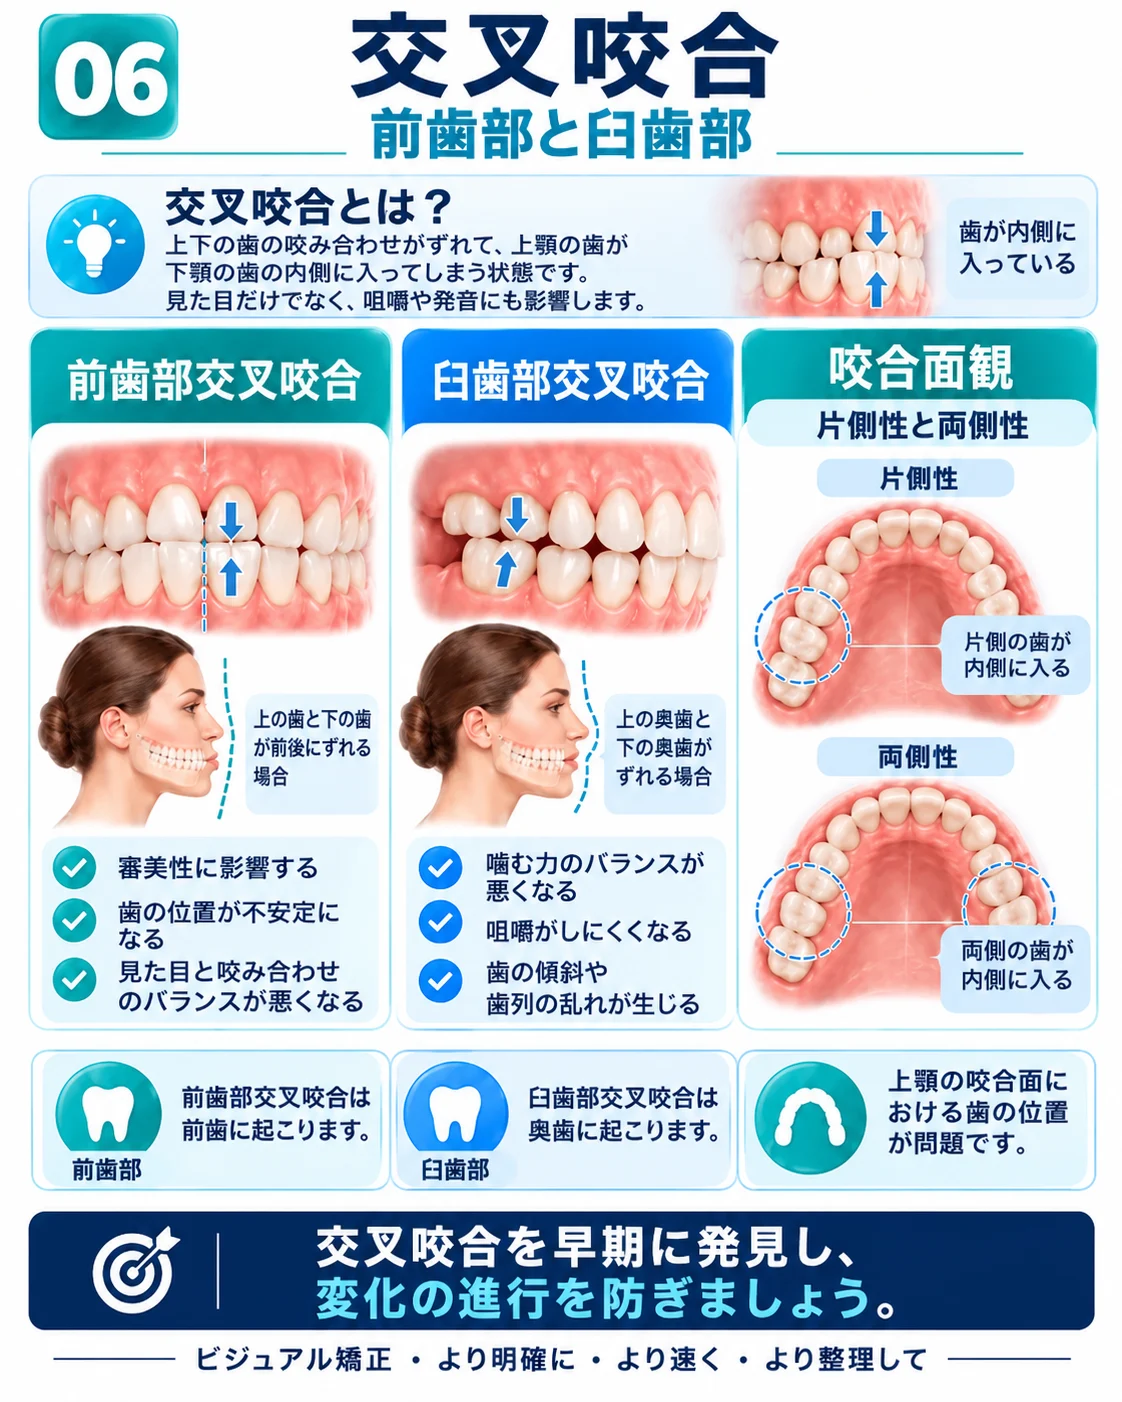 06
交叉咬合
前歯部と臼歯部
交叉咬合とは？
上下の歯の咬み合わせがずれて、上顎の歯が
下顎の歯の内側に入ってしまう状態です。
見た目だけでなく、咀嚼や発音にも影響します。
歯が内側に
入っている
前歯部交叉咬合
上の歯と下の歯
が前後にずれる
場合
審美性に影響する
歯の位置が不安定に
なる
見た目と咬み合わせ
のバランスが悪くなる
臼歯部交叉咬合
上の奥歯と
下の奥歯が
ずれる場合
噛む力のバランスが
悪くなる
咀嚼がしにくくなる
歯の傾斜や
歯列の乱れが生じる
咬合面観
片側性と両側性
片側性
片側の歯が
内側に入る
両側性
両側の歯が
内側に入る
前歯部
前歯部交叉咬合は
前歯に起こります。
臼歯部
臼歯部交叉咬合は
奥歯に起こります。
上顎の咬合面に
おける歯の位置
が問題です。
交叉咬合を早期に発見し、
変化の進行を防ぎましょう。
ビジュアル矯正 ・ より明確に ・ より速く ・ より整理して